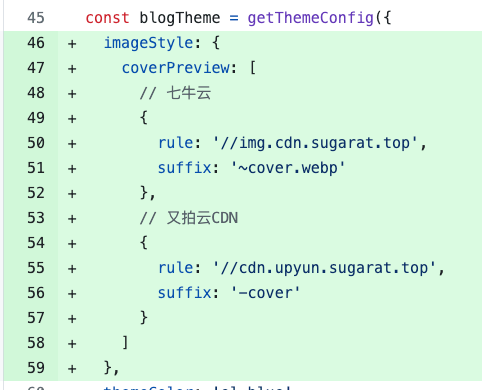 45 const blogTheme = getThemeConfig({
46 + imageStyle: {
47 + coverPreview: [
48 + // 七牛云
49 + {
50 + rule: '//img.cdn.sugarat.top',
51 + suffix: '~cover.webp'
52 + },
53 + // 又拍云CDN
54 + {
55 + rule: '//cdn.upyun.sugarat.top',
56 + suffix: '-cover'
57 + }
58 + ]
59 + },